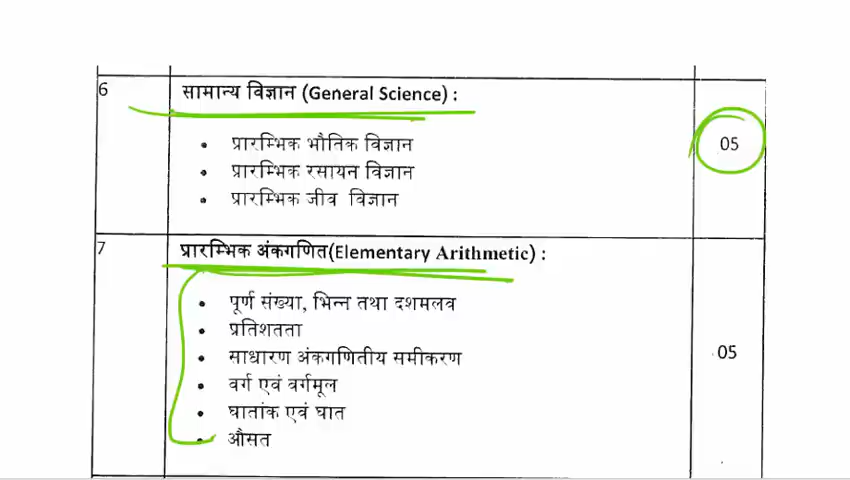 6 सामान्य विज्ञान (General Science) :
• प्रारम्भिक भौतिक विज्ञान 05
• प्रारम्भिक रसायन विज्ञान
• प्रारम्भिक जीव विज्ञान
7 प्रारम्भिक अंकगणित(Elementary Arithmetic) :
• पूर्ण संख्या, भिन्न तथा दशमलव
• प्रतिशतता
• साधारण अंकगणितीय समीकरण 05
• वर्ग एवं वर्गमूल
• घातांक एवं घात
• औसत